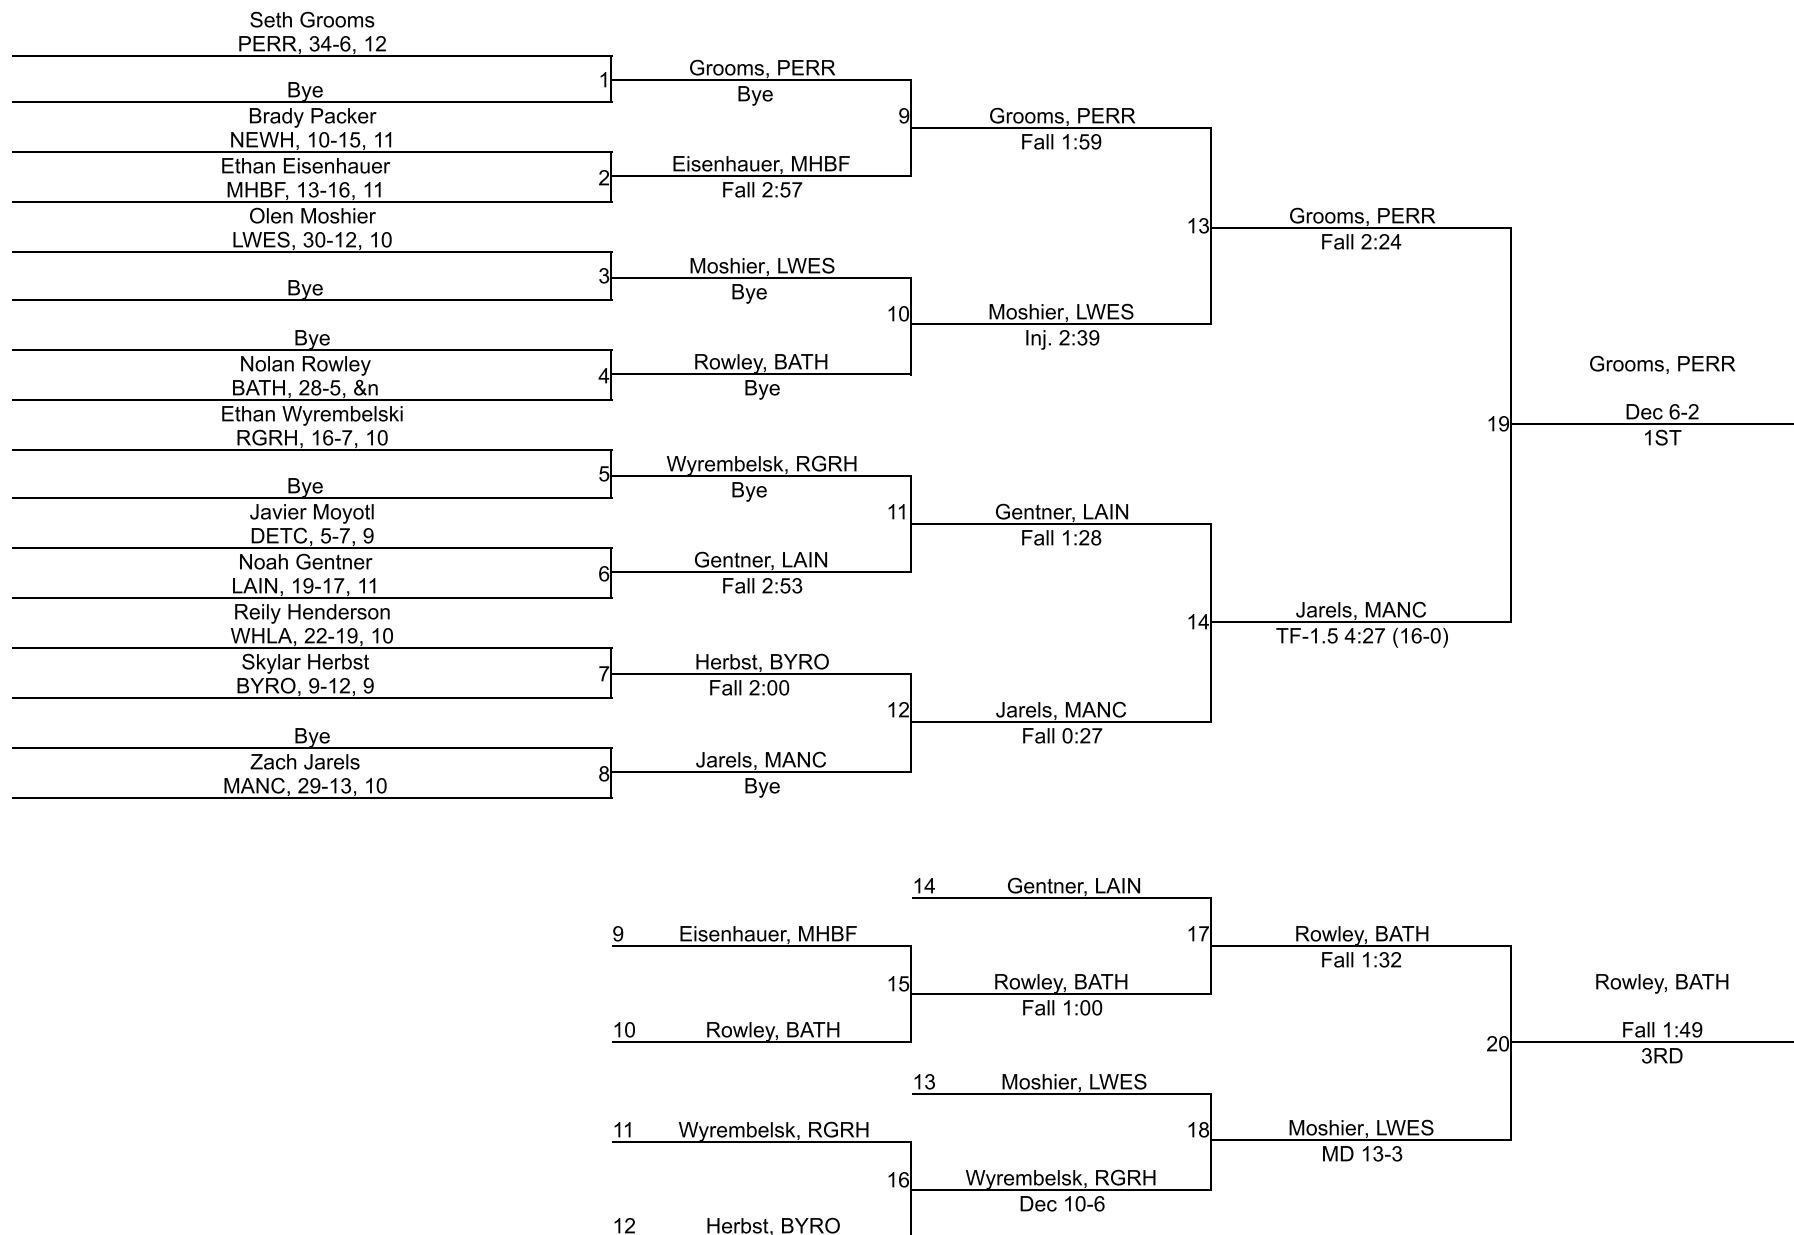 Seth Grooms
PERR, 34-6, 12
Bye
Brady Packer
NEWH, 10-15, 11
Ethan Eisenhauer
MHBF, 13-16, 11
Olen Moshier
LWES, 30-12, 10
Bye
Bye
Nolan Rowley
BATH, 28-5, &n
Ethan Wyrembelski
RGRH, 16-7, 10
Bye
Javier Moyotl
DETC, 5-7, 9
Noah Gentner
LAIN, 19-17, 11
Reily Henderson
WHLA, 22-19, 10
Skylar Herbst
BYRO, 9-12, 9
Bye
Zach Jarels
MANC, 29-13, 10
1
Grooms, PERR
Bye
2
Eisenhauer, MHBF
Fall 2:57
3
Moshier, LWES
Bye
4
Rowley, BATH
Bye
5
Wyrembelsk, RGRH
Bye
6
Gentner, LAIN
Fall 2:53
7
Herbst, BYRO
Fall 2:00
8
Jarels, MANC
Bye
9
Grooms, PERR
Fall 1:59
10
Moshier, LWES
Inj. 2:39
11
Gentner, LAIN
Fall 1:28
12
Jarels, MANC
Fall 0:27
13
Grooms, PERR
Fall 2:24
14
Jarels, MANC
TF-1.5 4:27 (16-0)
19
Grooms, PERR
Dec 6-2
1ST
14 Gentner, LAIN
9 Eisenhauer, MHBF
15
Rowley, BATH
Fall 1:00
10 Rowley, BATH
17
Rowley, BATH
Fall 1:32
13 Moshier, LWES
11 Wyrembelsk, RGRH
16
Wyrembelsk, RGRH
Dec 10-6
12 Herbst, BYRO
18
Moshier, LWES
MD 13-3
20
Rowley, BATH
Fall 1:49
3RD